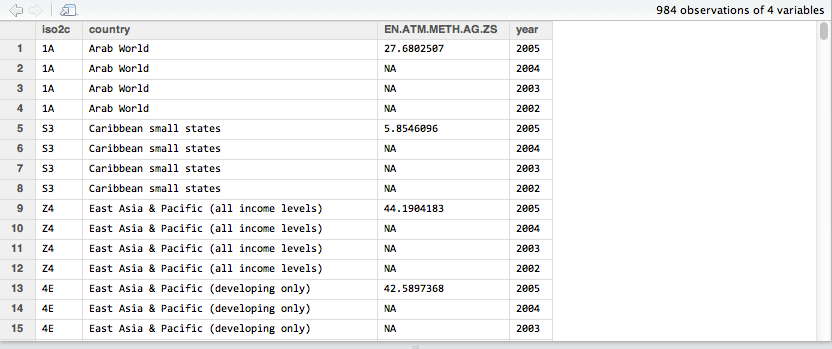 984 observations of 4 variables
iso2c country EN.ATM.METH.AG.ZS year
1 1A Arab World 27.6802507 2005
2 1A Arab World NA 2004
3 1A Arab World NA 2003
4 1A Arab World NA 2002
5 S3 Caribbean small states 5.8546096 2005
6 S3 Caribbean small states NA 2004
7 S3 Caribbean small states NA 2003
8 S3 Caribbean small states NA 2002
9 Z4 East Asia & Pacific (all income levels) 44.1904183 2005
10 Z4 East Asia & Pacific (all income levels) NA 2004
11 Z4 East Asia & Pacific (all income levels) NA 2003
12 Z4 East Asia & Pacific (all income levels) NA 2002
13 4E East Asia & Pacific (developing only) 42.5897368 2005
14 4E East Asia & Pacific (developing only) NA 2004
15 4E East Asia & Pacific (developing only) NA 2003